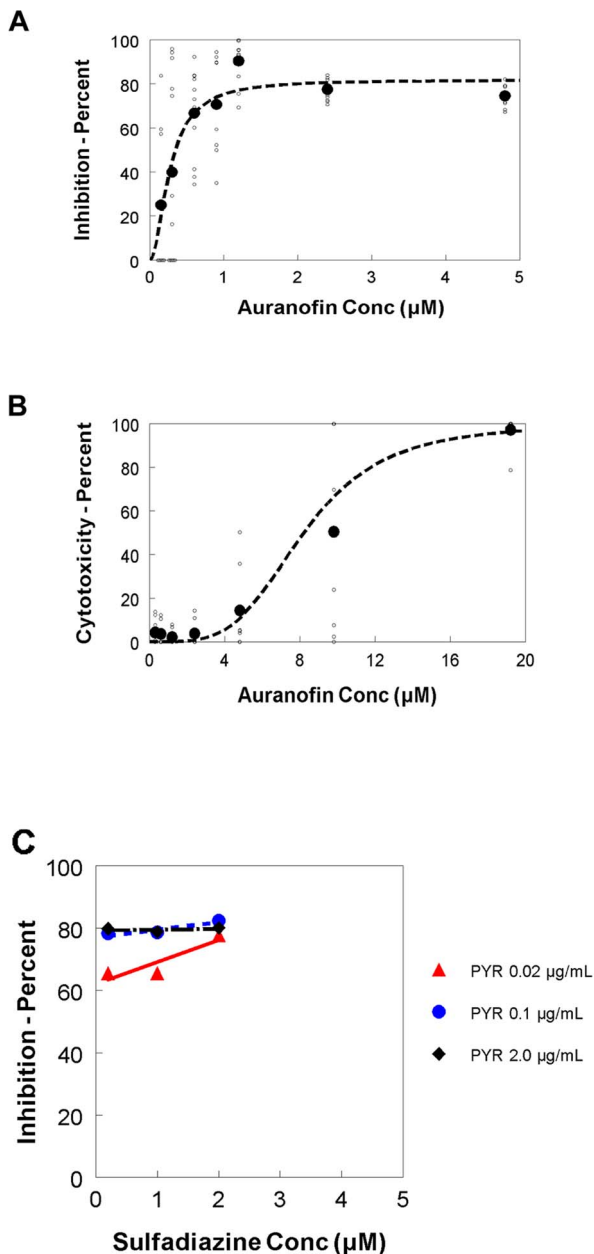 A
Inhibition - Percent
100
80
60
40
20
0
0 1 2 3 4 5
Auranofin Conc (µM)
B
Cytotoxicity - Percent
100
80
60
40
20
0
0 4 8 12 16 20
Auranofin Conc (µM)
C
Inhibition - Percent
100
80
60
40
20
0
0 1 2 3 4 5
Sulfadiazine Conc (µM)
PYR 0.02 µg/mL
PYR 0.1 µg/mL
PYR 2.0 µg/mL